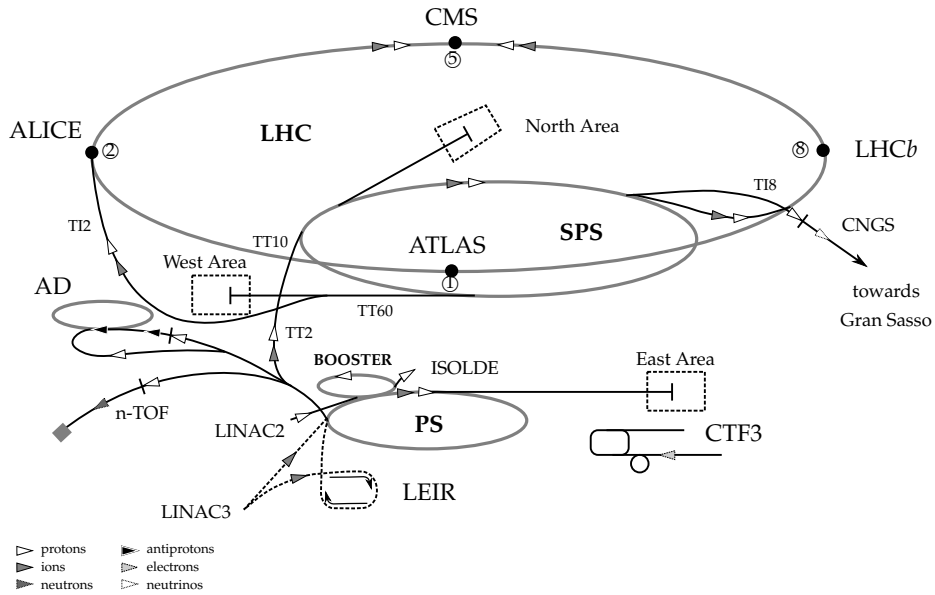 CMS
⑤
ALICE
②
LHC
North Area
⑧
LHCb
TI8
TI2
TT10
SPS
CNGS
ATLAS
①
West Area
AD
TT60
towards
Gran Sasso
TT2
BOOSTER
ISOLDE
East Area
n-TOF
LINAC2
PS
CTF3
LEIR
LINAC3
protons
antiprotons
ions
electrons
neutrons
neutrinos